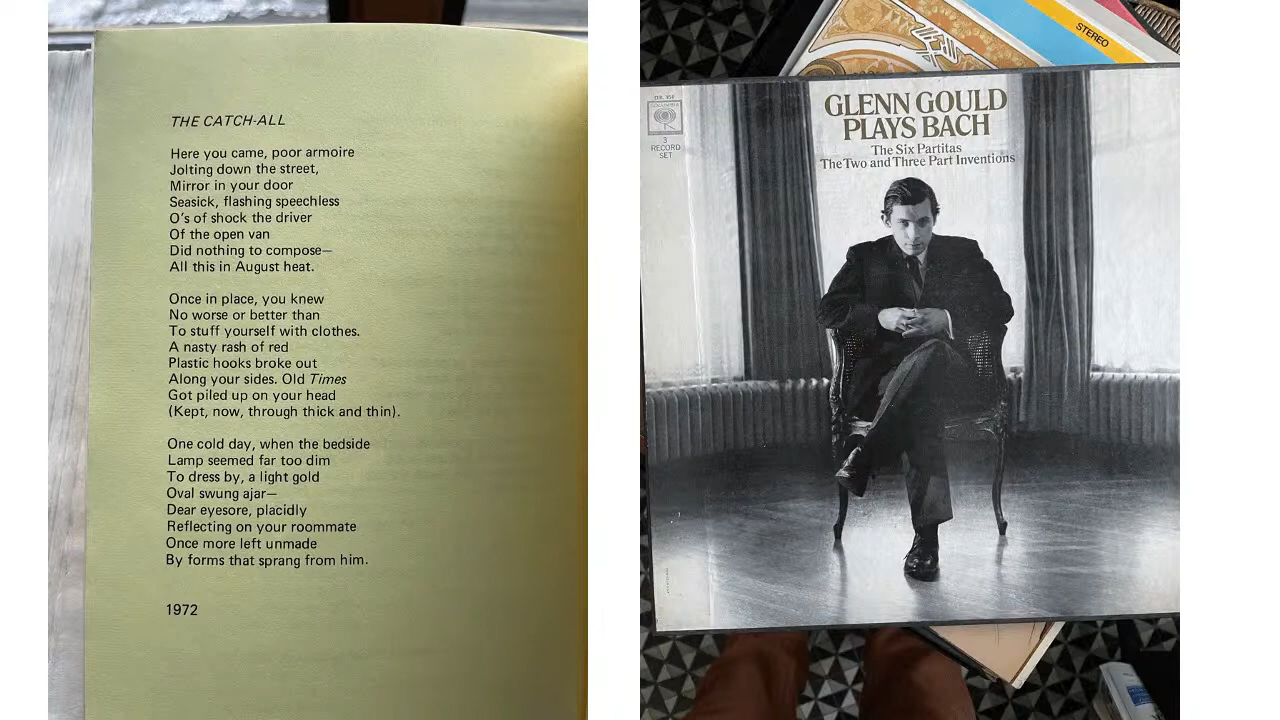 THE CATCH-ALL
Here you came, poor armoire
Jolting down the street,
Mirror in your door
Seasick, flashing speechless
O's of shock the driver
Of the open van
Did nothing to compose—
All this in August heat.
Once in place, you knew
No worse or better than
To stuff yourself with clothes.
A nasty rash of red
Plastic hooks broke out
Along your sides. Old Times
Got piled up on your head
(Kept, now, through thick and thin).
One cold day, when the bedside
Lamp seemed far too dim
To dress by, a light gold
Oval swung ajar—
Dear eyesore, placidly
Reflecting on your roommate
Once more left unmade
By forms that sprang from him.
1972
STEREO
GLENN GOULD
PLAYS BACH
The Six Partitas
The Two and Three Part Inventions
COLUMBIA
3
RECORD
SET